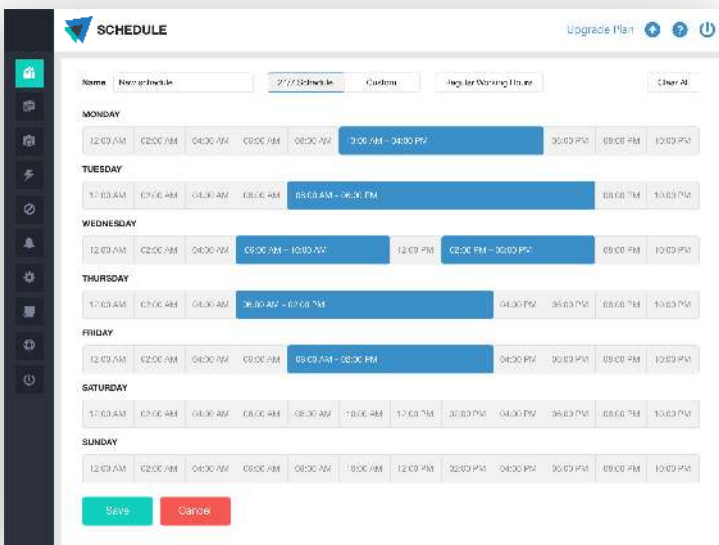 SCHEDULE
Upgrade Plan
Name New schedule 24/7 Schedule Custom Regular Working Hours Clear All
MONDAY
12:00 AM 02:00 AM 04:00 AM 06:00 AM 08:00 AM 10:00 AM – 04:00 PM 06:00 PM 08:00 PM 10:00 PM
TUESDAY
12:00 AM 02:00 AM 04:00 AM 06:00 AM 08:00 AM – 06:00 PM 08:00 PM 10:00 PM
WEDNESDAY
12:00 AM 02:00 AM 04:00 AM 06:00 AM – 10:00 AM 12:00 PM 02:00 PM – 06:00 PM 08:00 PM 10:00 PM
THURSDAY
12:00 AM 02:00 AM 04:00 AM 06:00 AM – 02:00 PM 04:00 PM 06:00 PM 08:00 PM 10:00 PM
FRIDAY
12:00 AM 02:00 AM 04:00 AM 06:00 AM 08:00 AM – 02:00 PM 04:00 PM 06:00 PM 08:00 PM 10:00 PM
SATURDAY
12:00 AM 02:00 AM 04:00 AM 06:00 AM 08:00 AM 10:00 AM 12:00 PM 02:00 PM 04:00 PM 06:00 PM 08:00 PM 10:00 PM
SUNDAY
12:00 AM 02:00 AM 04:00 AM 06:00 AM 08:00 AM 10:00 AM 12:00 PM 02:00 PM 04:00 PM 06:00 PM 08:00 PM 10:00 PM
Save Cancel